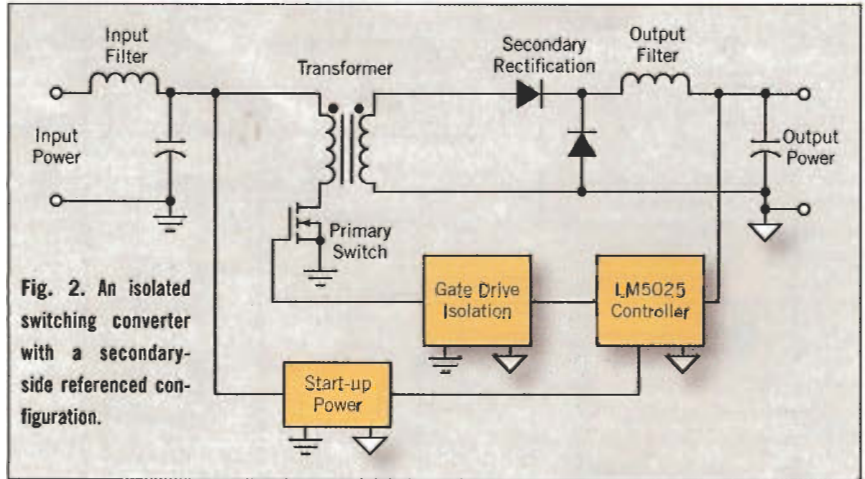 Input
Filter
Transformer
Secondary
Rectification
Output
Filter
Input
Power
Output
Power
Primary
Switch
Gate Drive
Isolation
LM5025
Controller
Start-up
Power
Fig. 2. An isolated
switching converter
with a secondary-
side referenced con-
figuration.